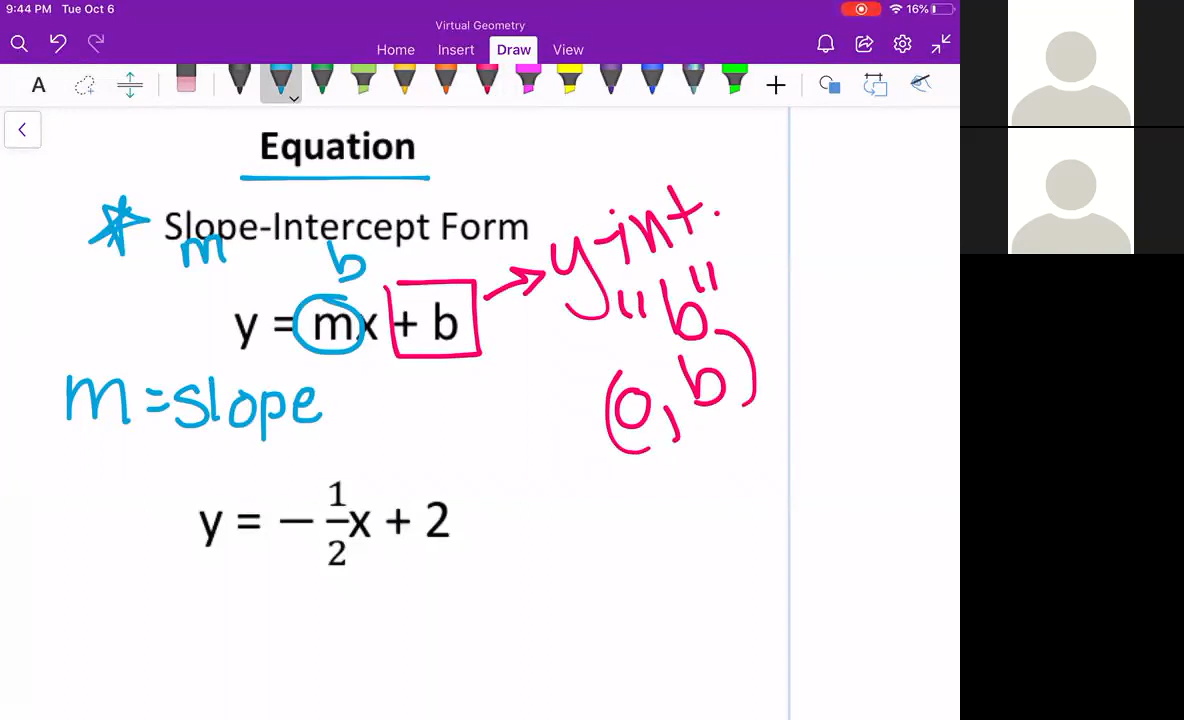 9:44 PM Tue Oct 6
16%
Virtual Geometry
Home Insert Draw View
A
Equation
Slope-Intercept Form
m b
y = mx + b
y-int.
"b"
(0, b)
m = slope
y = − 1/2 x + 2